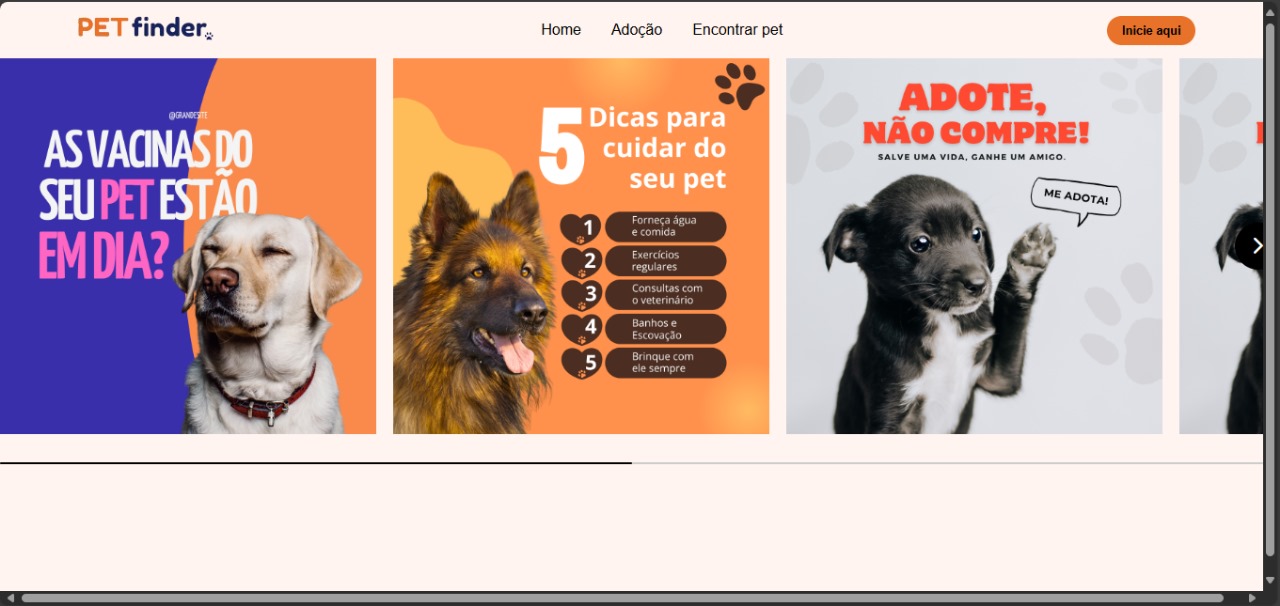 PET finder
Home
Adoção
Encontrar pet
Inicie aqui
@GRANDESITE
AS VACINAS DO
SEU PET ESTÃO
EM DIA?
5 Dicas para
cuidar do
seu pet
1 Forneça água
e comida
2 Exercícios
regulares
3 Consultas com
o veterinário
4 Banhos e
Escovação
5 Brinque com
ele sempre
ADOTE,
NÃO COMPRE!
SALVE UMA VIDA, GANHE UM AMIGO.
ME ADOTA!